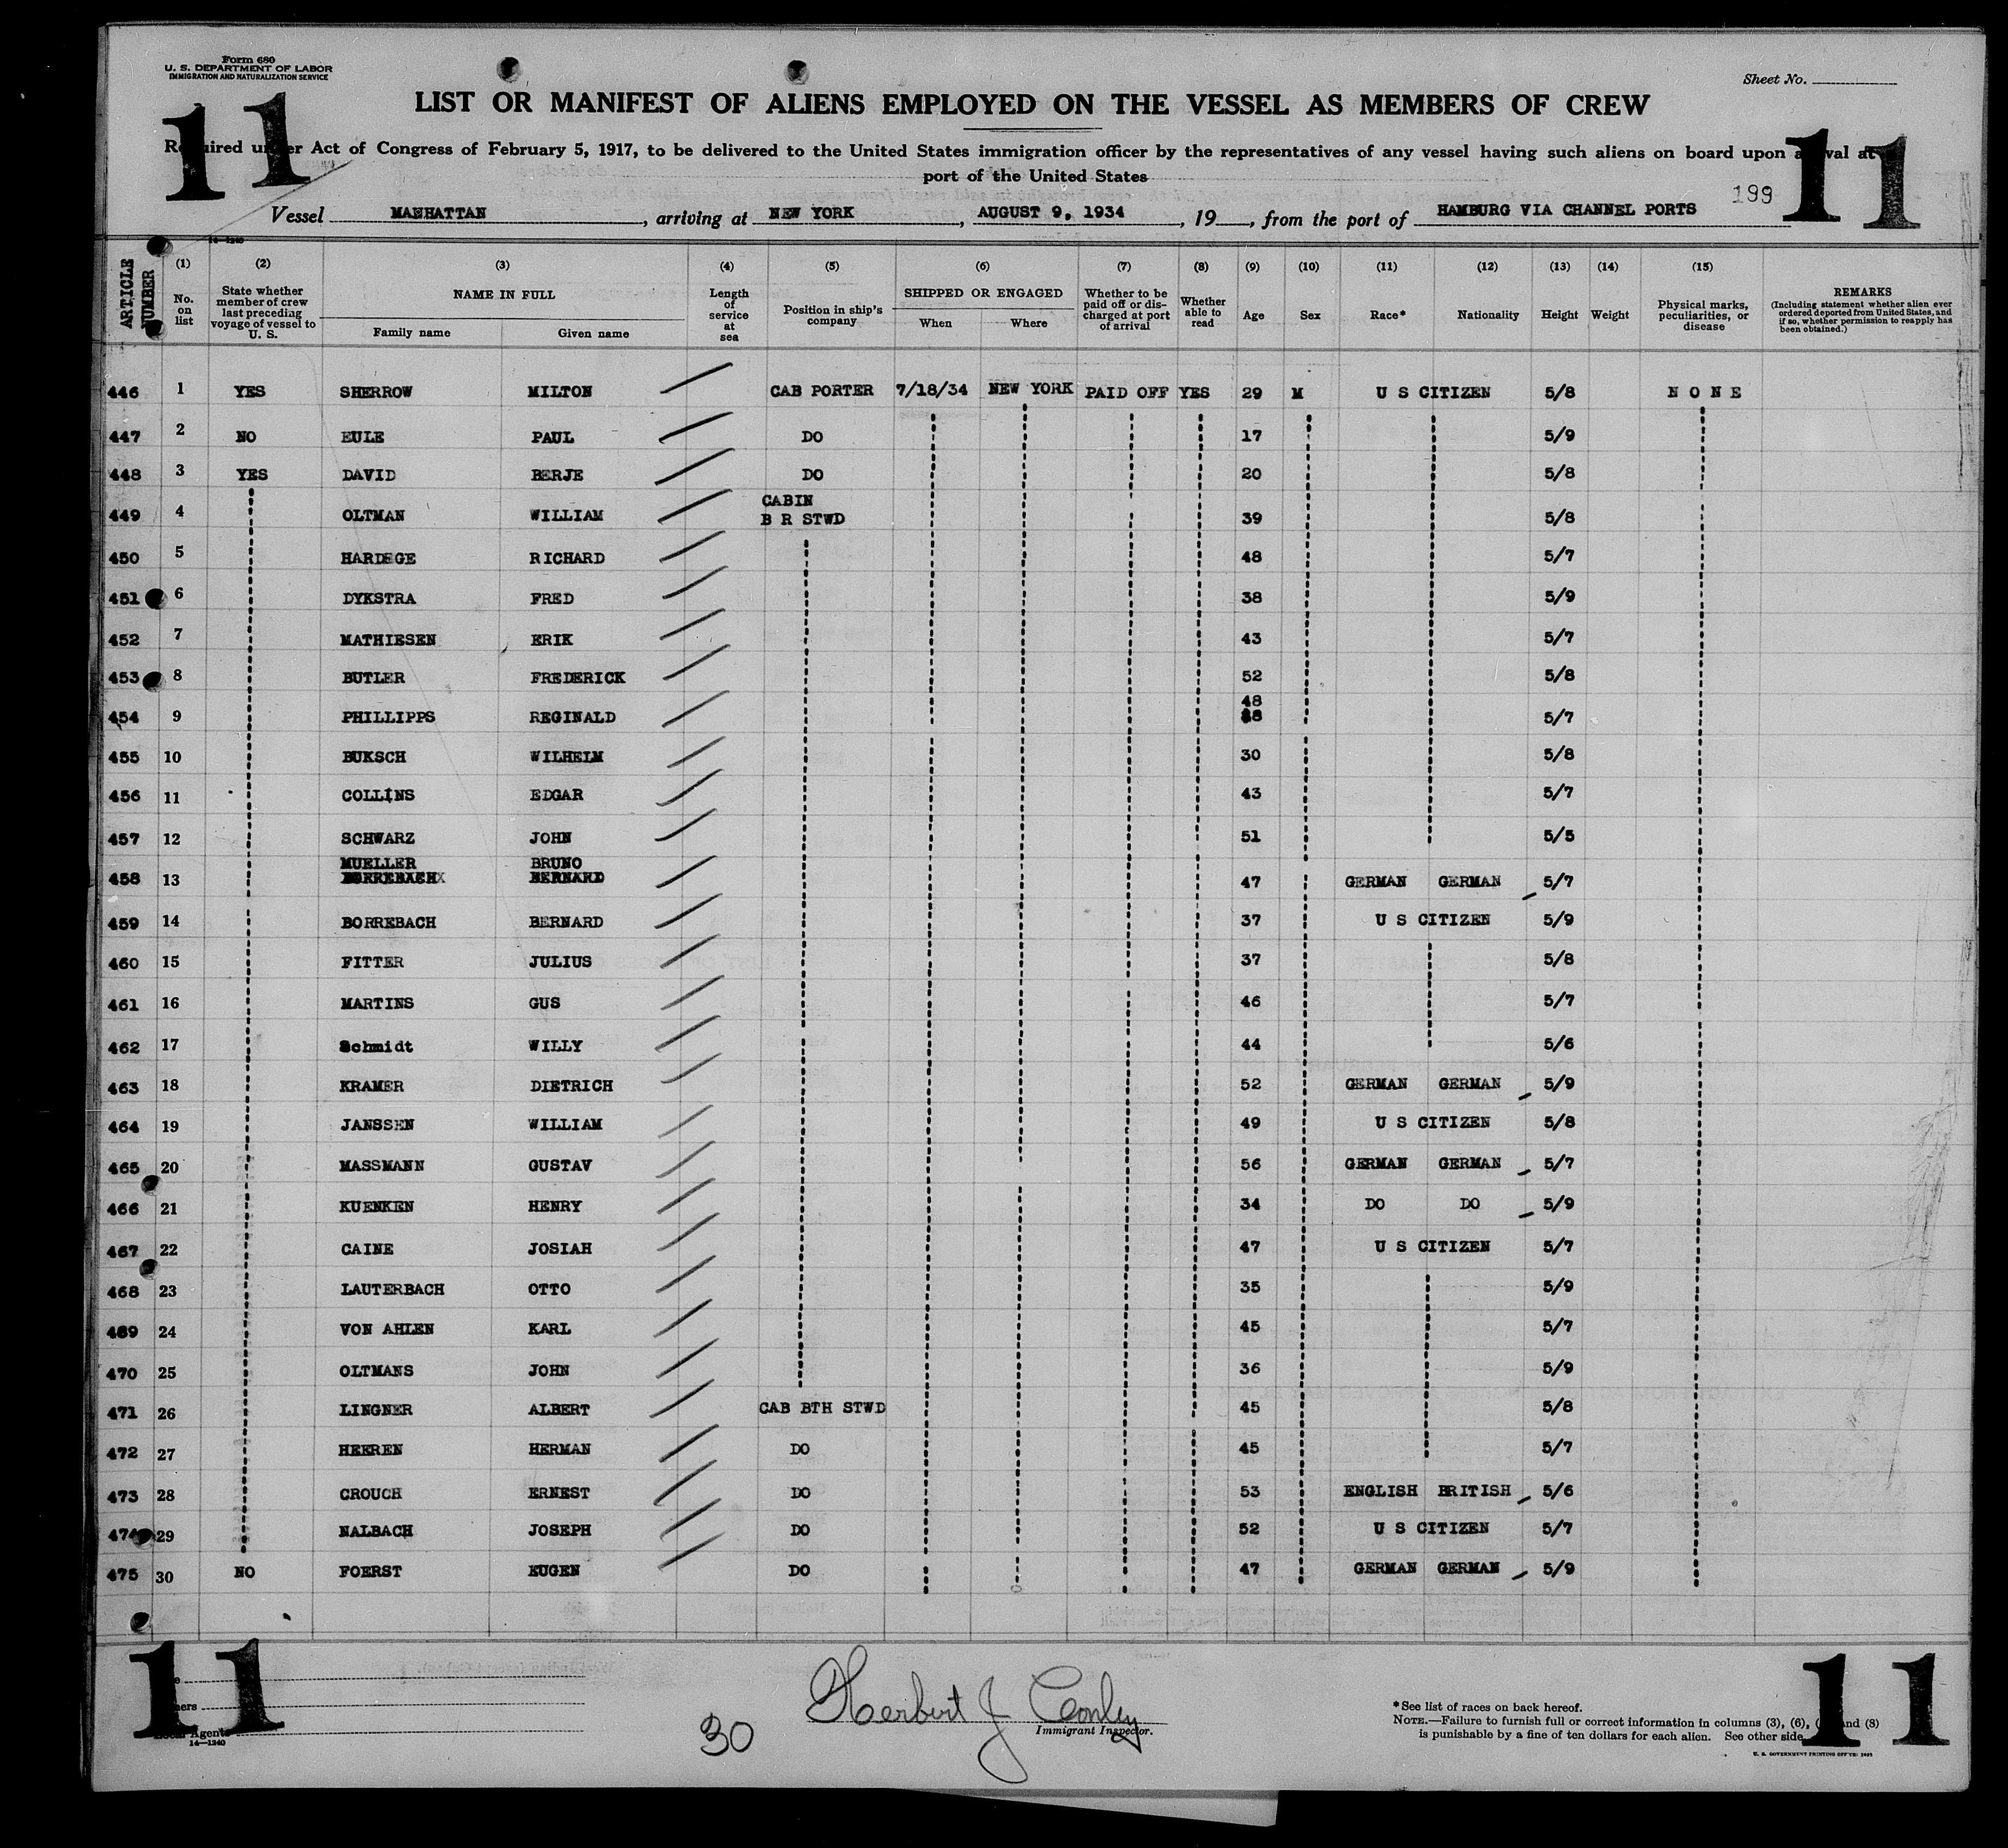 Form 680
U. S. DEPARTMENT OF LABOR
IMMIGRATION AND NATURALIZATION SERVICE
Sheet No.
11 11
LIST OR MANIFEST OF ALIENS EMPLOYED ON THE VESSEL AS MEMBERS OF CREW
Required under Act of Congress of February 5, 1917, to be delivered to the United States immigration officer by the representatives of any vessel having such aliens on board upon arrival at
port of the United States
199
Vessel MANHATTAN, arriving at NEW YORK, AUGUST 9, 1934, 19, from the port of HAMBURG VIA CHANNEL PORTS
14—1240
ARTICLE NUMBER (1) No. on list (2) State whether member of crew last preceding voyage of vessel to U. S. (3) NAME IN FULL Family name Given name (4) Length of service at sea (5) Position in ship's company (6) SHIPPED OR ENGAGED When Where (7) Whether to be paid off or discharged at port of arrival (8) Whether able to read (9) Age (10) Sex (11) Race* (12) Nationality (13) Height (14) Weight (15) Physical marks, peculiarities, or disease REMARKS (Including statement whether alien ever ordered deported from United States, and if so, whether permission to reapply has been obtained.)
446 1 YES SHERROW MILTON CAB PORTER 7/18/34 NEW YORK PAID OFF YES 29 M U S CITIZEN 5/8 N O N E
447 2 NO EULE PAUL DO 17 5/9
448 3 YES DAVID BERJE DO 20 5/8
449 4 OLTMAN WILLIAM CABIN B R STWD 39 5/8
450 5 HARDEGE RICHARD 48 5/7
451 6 DYKSTRA FRED 38 5/9
452 7 MATHIESEN ERIK 43 5/7
453 8 BUTLER FREDERICK 52 5/8
454 9 PHILLIPPS REGINALD 48 5/7
455 10 BUKSCH WILHELM 30 5/8
456 11 COLLINS EDGAR 43 5/7
457 12 SCHWARZ JOHN 51 5/5
MUELLER BRUNO
458 13 BORREBACH BERNARD 47 GERMAN GERMAN 5/7
459 14 BORREBACH BERNARD 37 U S CITIZEN 5/9
460 15 FITTER JULIUS 37 5/8
461 16 MARTINS GUS 46 5/7
462 17 Schmidt WILLY 44 5/6
463 18 KRAMER DIETRICH 52 GERMAN GERMAN 5/9
464 19 JANSSEN WILLIAM 49 U S CITIZEN 5/8
465 20 MASSMANN GUSTAV 56 GERMAN GERMAN 5/7
466 21 KUENKEN HENRY 34 DO DO 5/9
467 22 CAINE JOSIAH 47 U S CITIZEN 5/7
468 23 LAUTERBACH OTTO 35 5/9
469 24 VON AHLEN KARL 45 5/7
470 25 OLTMANS JOHN 36 5/9
471 26 LINGNER ALBERT CAB BTH STWD 45 5/8
472 27 HEEREN HERMAN DO 45 5/7
473 28 CROUCH ERNEST DO 53 ENGLISH BRITISH 5/6
474 29 NALBACH JOSEPH DO 52 U S CITIZEN 5/7
475 30 NO FOERST EUGEN DO 47 GERMAN GERMAN 5/9
11 11
Agents
14—1240
30
Herbert J Conley
Immigrant Inspector.
*See list of races on back hereof.
NOTE.—Failure to furnish full or correct information in columns (3), (6), and (8)
is punishable by a fine of ten dollars for each alien. See other side
U. S. GOVERNMENT PRINTING OFFICE: